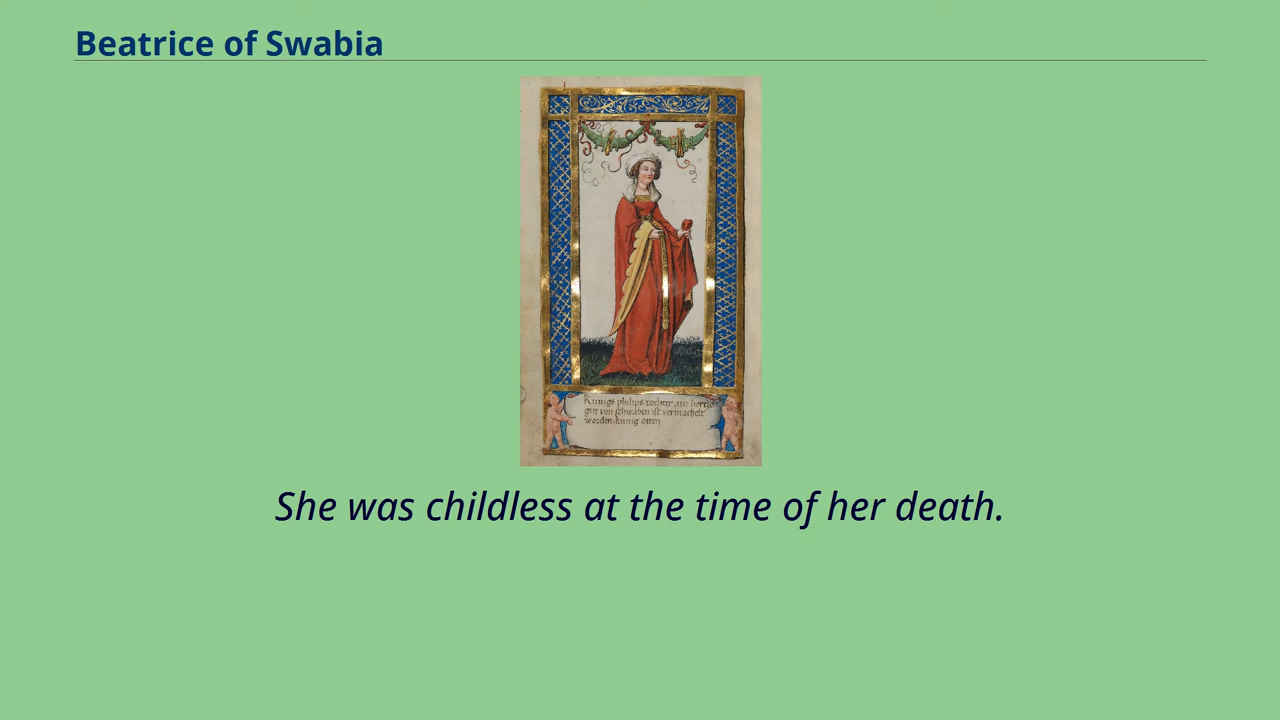 Beatrice of Swabia
Kunigs philips tochter, ein hertzo
gin von schwaben ist vermachelt
worden kunig otten
She was childless at the time of her death.